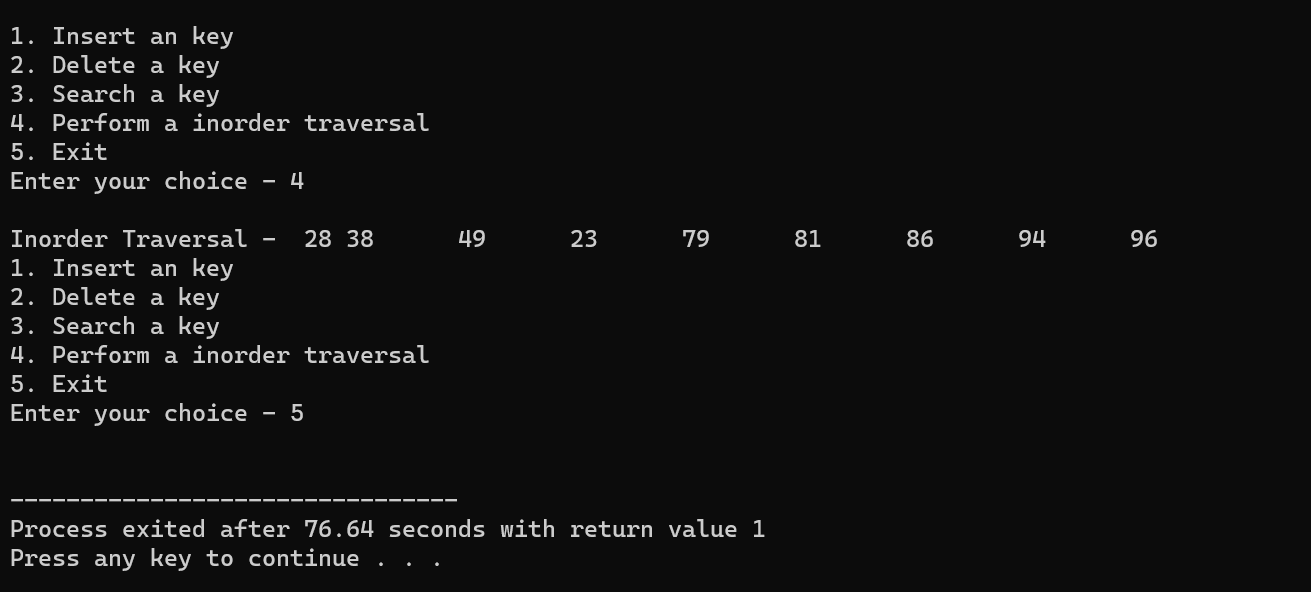 1. Insert an key
2. Delete a key
3. Search a key
4. Perform a inorder traversal
5. Exit
Enter your choice - 4
Inorder Traversal -  28 38      49      23      79      81      86      94      96
1. Insert an key
2. Delete a key
3. Search a key
4. Perform a inorder traversal
5. Exit
Enter your choice - 5
--------------------------------
Process exited after 76.64 seconds with return value 1
Press any key to continue . . .